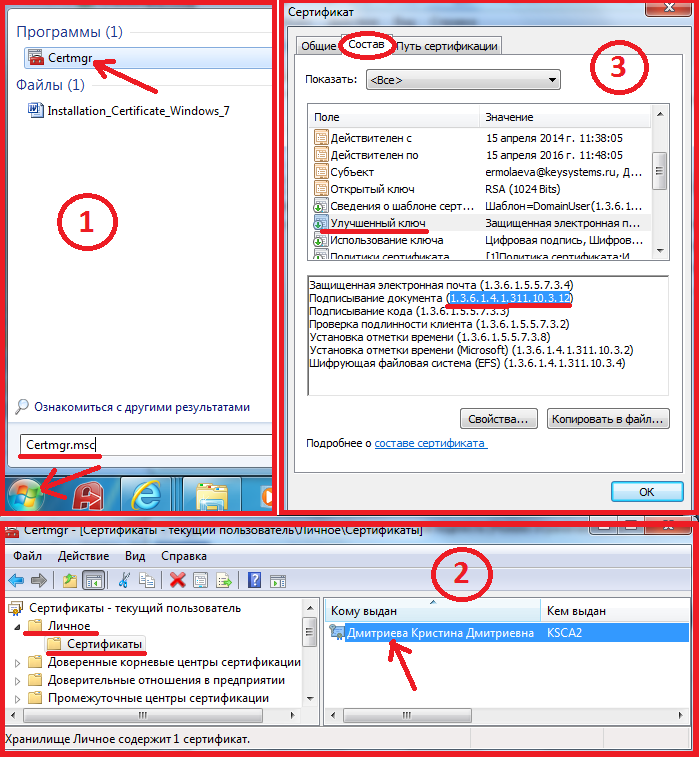 Программы (1)
Certmgr
Файлы (1)
Installation_Certificate_Windows_7
1
Ознакомиться с другими результатами
Certmgr.msc
Сертификат
Общие Состав Путь сертификации
3
Показать: <Все>
Поле Значение
Действителен с 15 апреля 2014 г. 11:38:05
Действителен по 15 апреля 2016 г. 11:48:05
Субъект ermolaeva@keysystems.ru, Д...
Открытый ключ RSA (1024 Bits)
Сведения о шаблоне серт... Шаблон=DomainUser(1.3.6.1...
Улучшенный ключ Защищенная электронная п...
Использование ключа Цифровая подпись, Шифров...
Политики сертификата [1]Политика сертификата:И...
Защищенная электронная почта (1.3.6.1.5.5.7.3.4)
Подписывание документа (1.3.6.1.4.1.311.10.3.12)
Подписывание кода (1.3.6.1.5.5.7.3.3)
Проверка подлинности клиента (1.3.6.1.5.5.7.3.2)
Установка отметки времени (1.3.6.1.5.5.7.3.8)
Установка отметки времени (Microsoft) (1.3.6.1.4.1.311.10.3.2)
Шифрующая файловая система (EFS) (1.3.6.1.4.1.311.10.3.4)
Свойства... Копировать в файл...
Подробнее о составе сертификата
ОК
Certmgr - [Сертификаты - текущий пользователь\Личное\Сертификаты]
Файл Действие Вид Справка
2
Сертификаты - текущий пользователь
Личное
Сертификаты
Доверенные корневые центры сертификации
Доверительные отношения в предприятии
Промежуточные центры сертификации
Кому выдан Кем выдан
Дмитриева Кристина Дмитриевна KSCA2
Хранилище Личное содержит 1 сертификат.